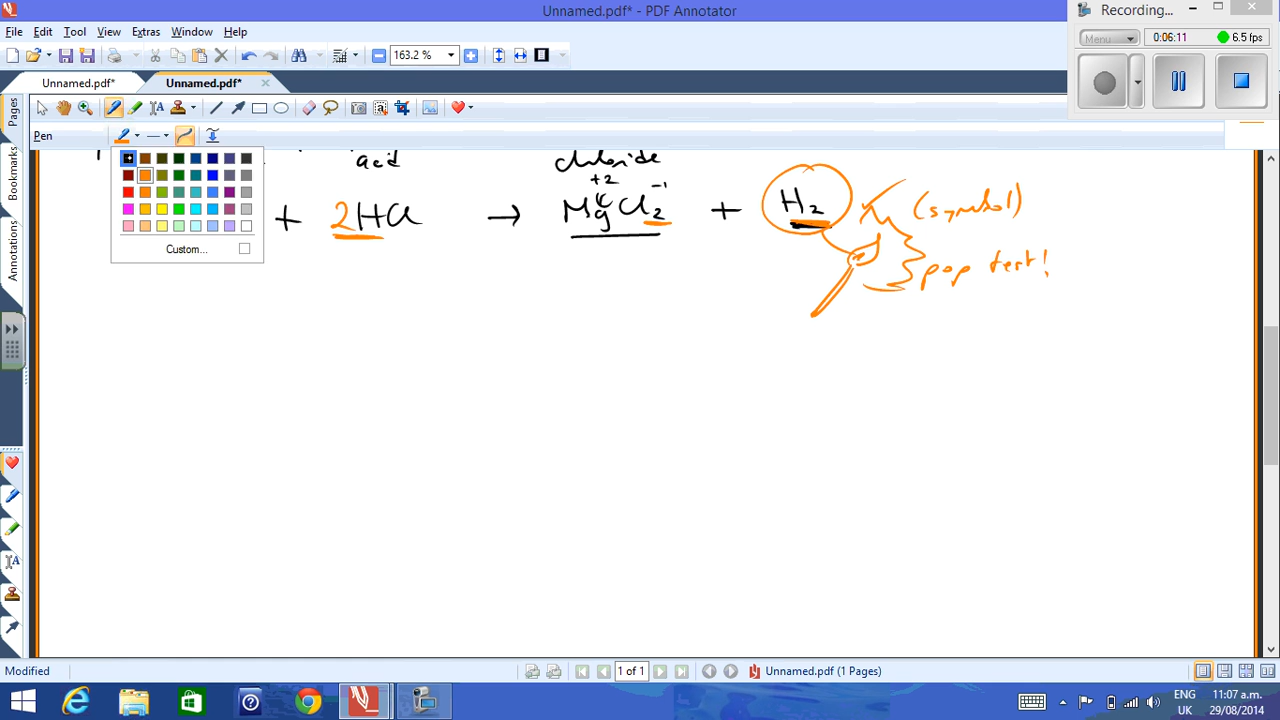 Unnamed.pdf* - PDF Annotator
Recording...
File Edit Tool View Extras Window Help
Menu 0:06:11 6.5 fps
163.2 %
Unnamed.pdf* Unnamed.pdf*
Pen
Pages
Bookmarks
Annotations
Custom...
acid chloride
+2 -1
+ 2HCl → MgCl2 + H2 (symbol)
pop test!
Modified
1 of 1
Unnamed.pdf (1 Pages)
ENG 11:07 a.m.
UK 29/08/2014